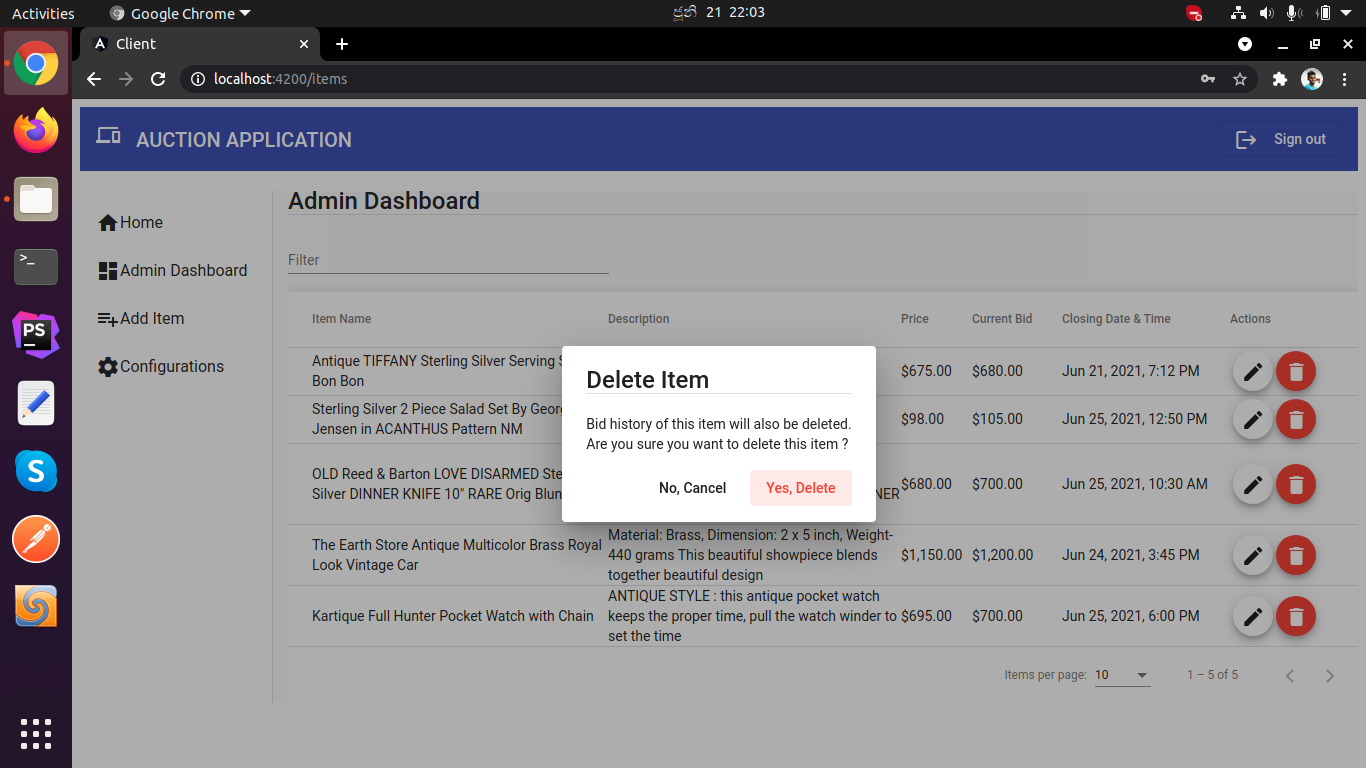 Activities
Google Chrome
ජූනි 21 22:03
Client
localhost:4200/items
AUCTION APPLICATION
Sign out
Home
Admin Dashboard
Add Item
Configurations
Admin Dashboard
Filter
Item Name Description Price Current Bid Closing Date & Time Actions
Antique TIFFANY Sterling Silver Serving
Bon Bon
$675.00 $680.00 Jun 21, 2021, 7:12 PM
Sterling Silver 2 Piece Salad Set By
Jensen in ACANTHUS Pattern NM
$98.00 $105.00 Jun 25, 2021, 12:50 PM
OLD Reed & Barton LOVE DISARMED
Silver DINNER KNIFE 10" RARE Orig
$680.00 $700.00 Jun 25, 2021, 10:30 AM
Delete Item
Bid history of this item will also be deleted.
Are you sure you want to delete this item ?
No, Cancel
Yes, Delete
The Earth Store Antique Multicolor Brass Royal
Look Vintage Car
Material: Brass, Dimension: 2 x 5 inch, Weight-
440 grams This beautiful showpiece blends
together beautiful design
$1,150.00 $1,200.00 Jun 24, 2021, 3:45 PM
Kartique Full Hunter Pocket Watch with Chain
ANTIQUE STYLE : this antique pocket watch
keeps the proper time, pull the watch winder to
set the time
$695.00 $700.00 Jun 25, 2021, 6:00 PM
Items per page: 10 1 – 5 of 5
PS
S
>_